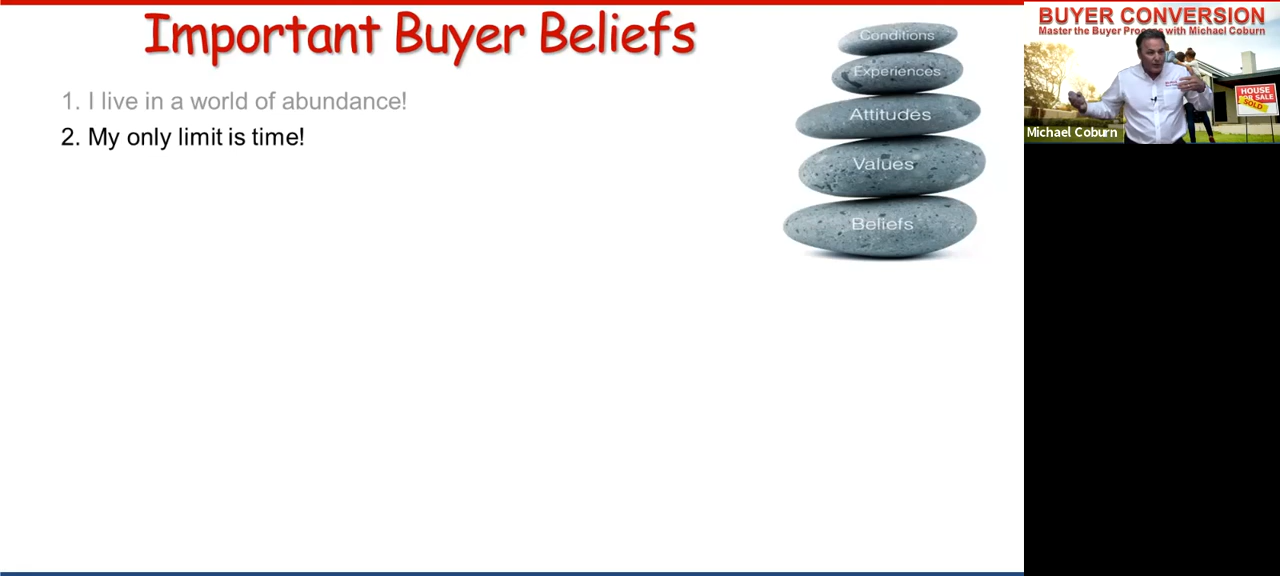 Important Buyer Beliefs
1. I live in a world of abundance!
2. My only limit is time!
Conditions
Experiences
Attitudes
Values
Beliefs
BUYER CONVERSION
Master the Buyer Process with Michael Coburn
HOUSE
FOR SALE
SOLD
Michael Coburn